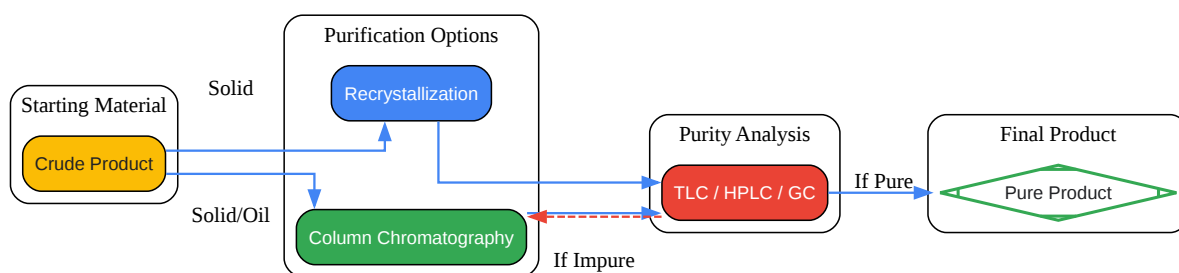 Starting Material
Crude Product
Solid
Solid/Oil
Purification Options
Recrystallization
Column Chromatography
If Impure
Purity Analysis
TLC / HPLC / GC
If Pure
Final Product
Pure Product